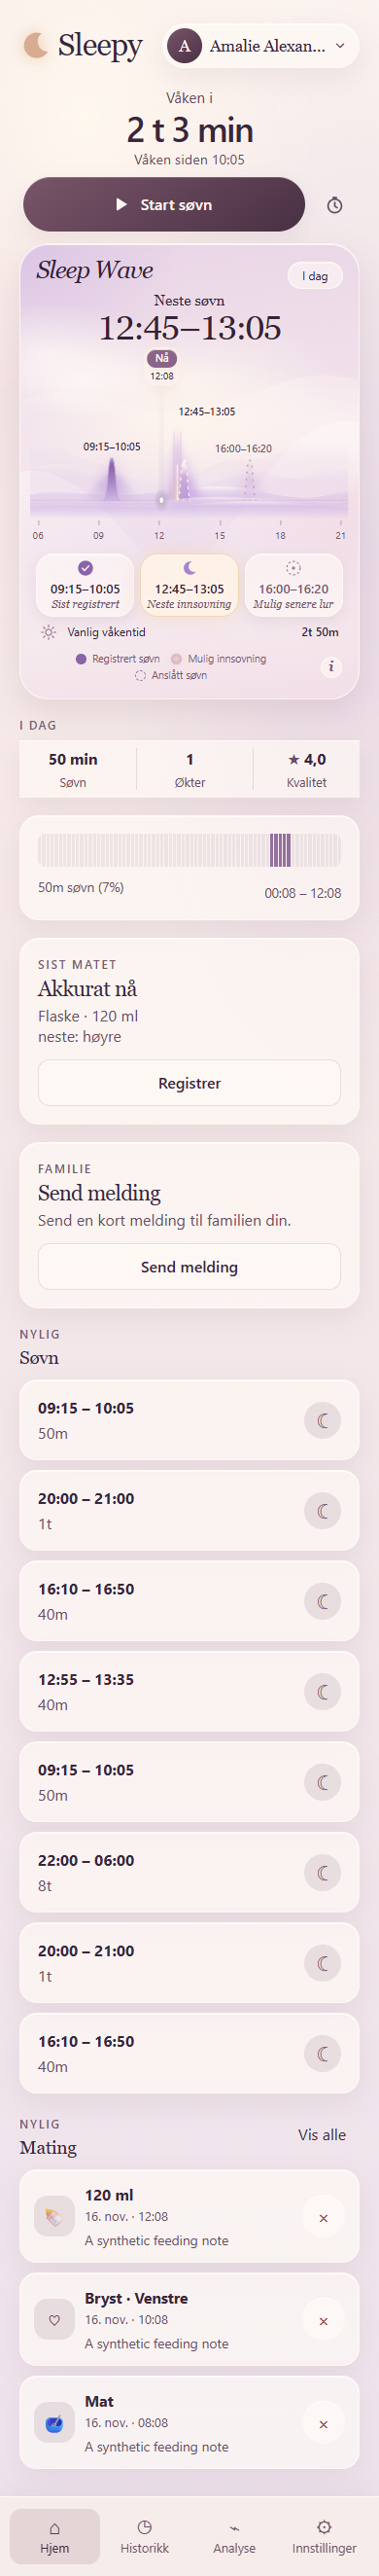 Sleepy
A Amalie Alexan...
Våken i
2 t 3 min
Våken siden 10:05
Start søvn
Sleep Wave
I dag
Neste søvn
12:45–13:05
Nå
12:08
12:45–13:05
09:15–10:05
16:00–16:20
06 09 12 15 18 21
09:15–10:05
Sist registrert
12:45–13:05
Neste innsovning
16:00–16:20
Mulig senere lur
Vanlig våkentid 2t 50m
Registrert søvn Mulig innsovning
Anslått søvn
i
I DAG
50 min
Søvn
1
Økter
★ 4,0
Kvalitet
50m søvn (7%)
00:08 – 12:08
SIST MATET
Akkurat nå
Flaske · 120 ml
neste: høyre
Registrer
FAMILIE
Send melding
Send en kort melding til familien din.
Send melding
NYLIG
Søvn
09:15 – 10:05
50m
20:00 – 21:00
1t
16:10 – 16:50
40m
12:55 – 13:35
40m
09:15 – 10:05
50m
22:00 – 06:00
8t
20:00 – 21:00
1t
16:10 – 16:50
40m
NYLIG
Mating
Vis alle
120 ml
16. nov. · 12:08
A synthetic feeding note
×
Bryst · Venstre
16. nov. · 10:08
A synthetic feeding note
×
Mat
16. nov. · 08:08
A synthetic feeding note
×
Hjem Historikk Analyse Innstillinger